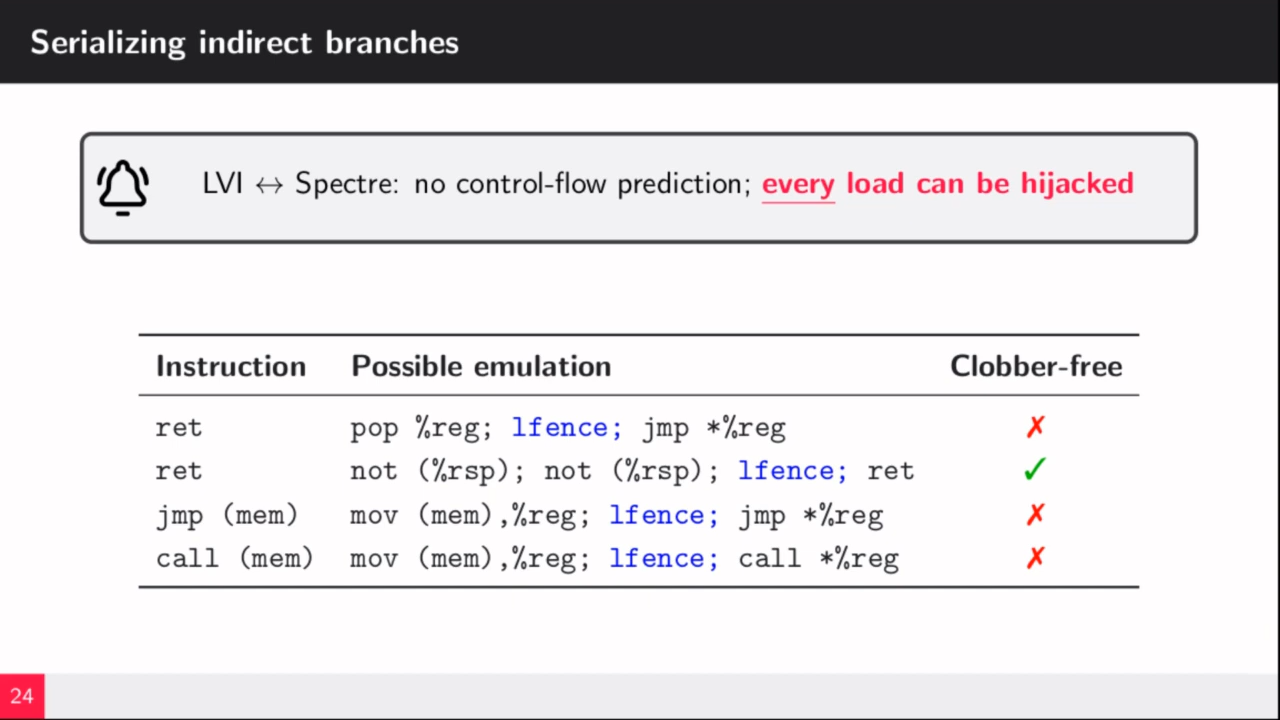 Serializing indirect branches
LVI ↔ Spectre: no control-flow prediction; every load can be hijacked
Instruction Possible emulation Clobber-free
ret pop %reg; lfence; jmp *%reg ✗
ret not (%rsp); not (%rsp); lfence; ret ✓
jmp (mem) mov (mem),%reg; lfence; jmp *%reg ✗
call (mem) mov (mem),%reg; lfence; call *%reg ✗
24